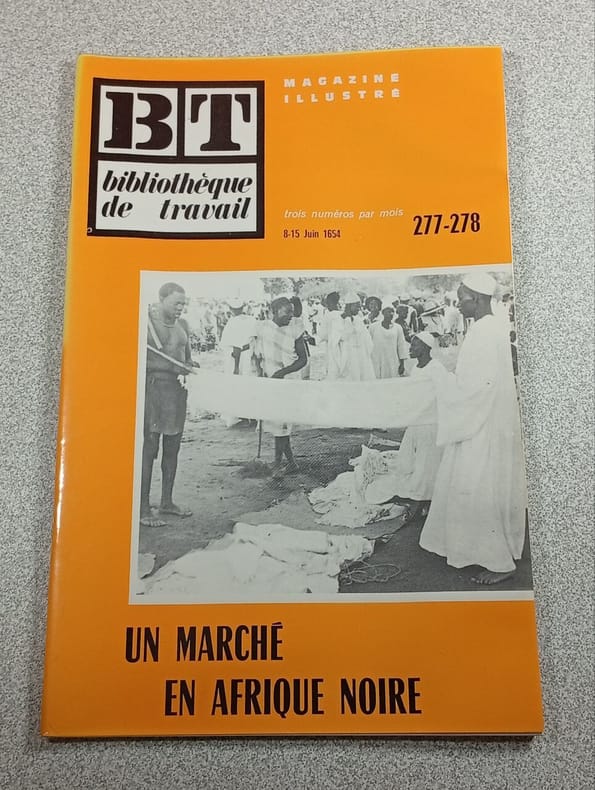 BT
bibliothèque
de travail
MAGAZINE
ILLUSTRÉ
trois numéros par mois
8-15 Juin 1654
277-278
UN MARCHÉ
EN AFRIQUE NOIRE